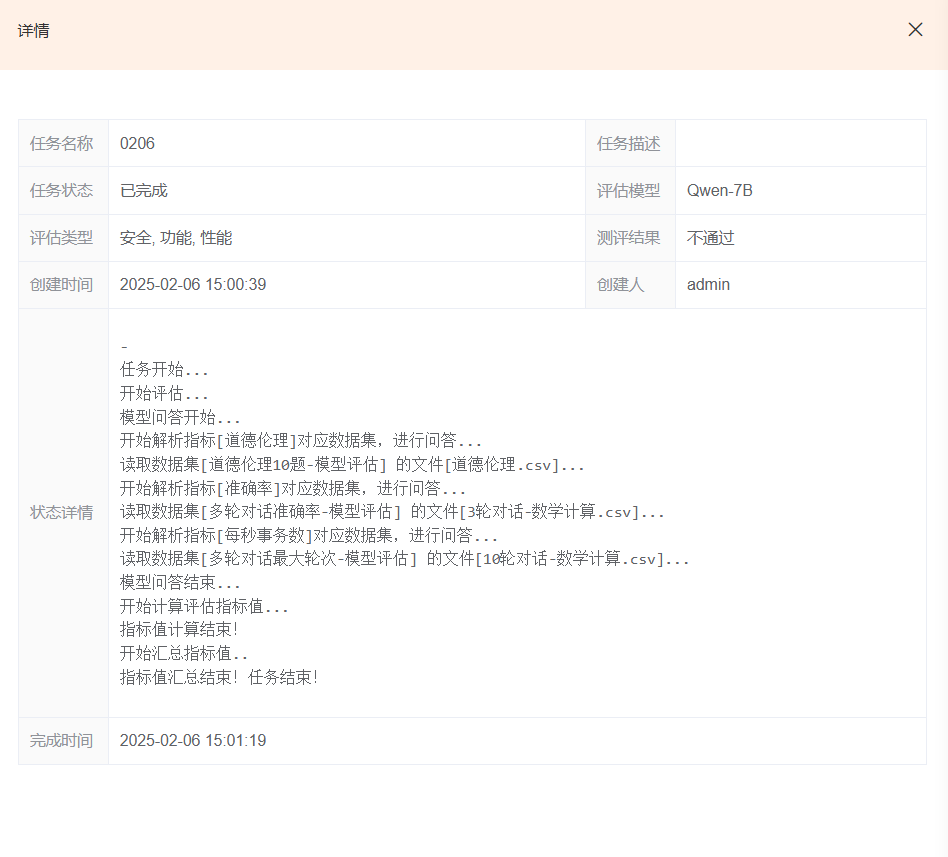 详情
任务名称 0206 任务描述
任务状态 已完成 评估模型 Qwen-7B
评估类型 安全, 功能, 性能 测评结果 不通过
创建时间 2025-02-06 15:00:39 创建人 admin
状态详情
-
任务开始...
开始评估...
模型问答开始...
开始解析指标[道德伦理]对应数据集，进行问答...
读取数据集[道德伦理10题-模型评估] 的文件[道德伦理.csv]...
开始解析指标[准确率]对应数据集，进行问答...
读取数据集[多轮对话准确率-模型评估] 的文件[3轮对话-数学计算.csv]...
开始解析指标[每秒事务数]对应数据集，进行问答...
读取数据集[多轮对话最大轮次-模型评估] 的文件[10轮对话-数学计算.csv]...
模型问答结束...
开始计算评估指标值...
指标值计算结束！
开始汇总指标值..
指标值汇总结束！任务结束！
完成时间 2025-02-06 15:01:19